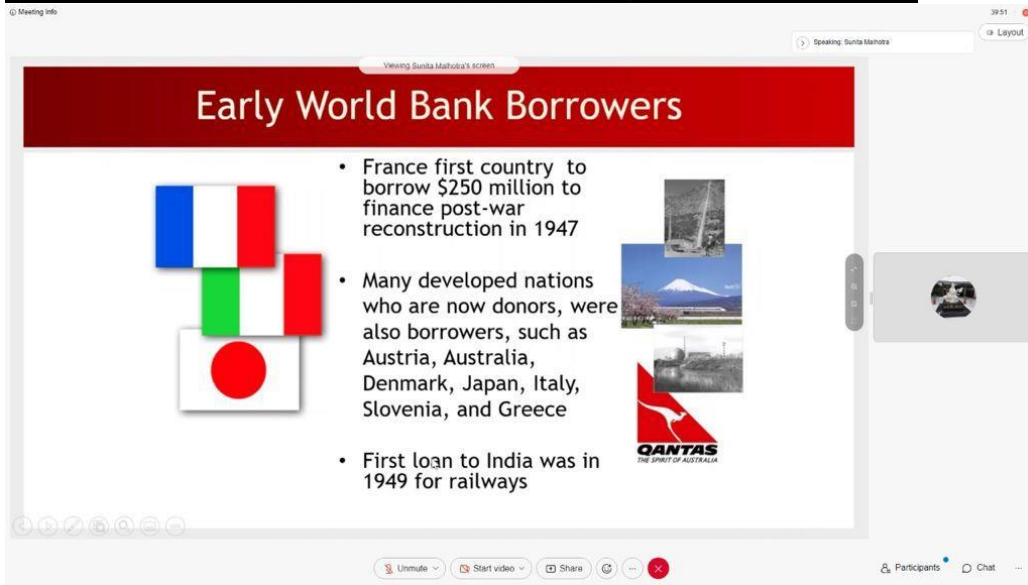 Meeting Info
39:51
Speaking: Sunita Malhotra
Layout
Viewing Sunita Malhotra's screen
Early World Bank Borrowers
• France first country to
borrow $250 million to
finance post-war
reconstruction in 1947
• Many developed nations
who are now donors, were
also borrowers, such as
Austria, Australia,
Denmark, Japan, Italy,
Slovenia, and Greece
• First loan to India was in
1949 for railways
QANTAS
THE SPIRIT OF AUSTRALIA
Unmute
Start video
Share
Participants
Chat